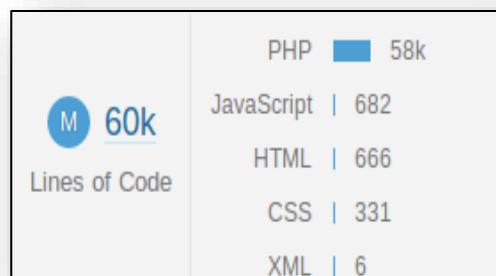 M 60k
Lines of Code
PHP 58k
JavaScript 682
HTML 666
CSS 331
XML 6